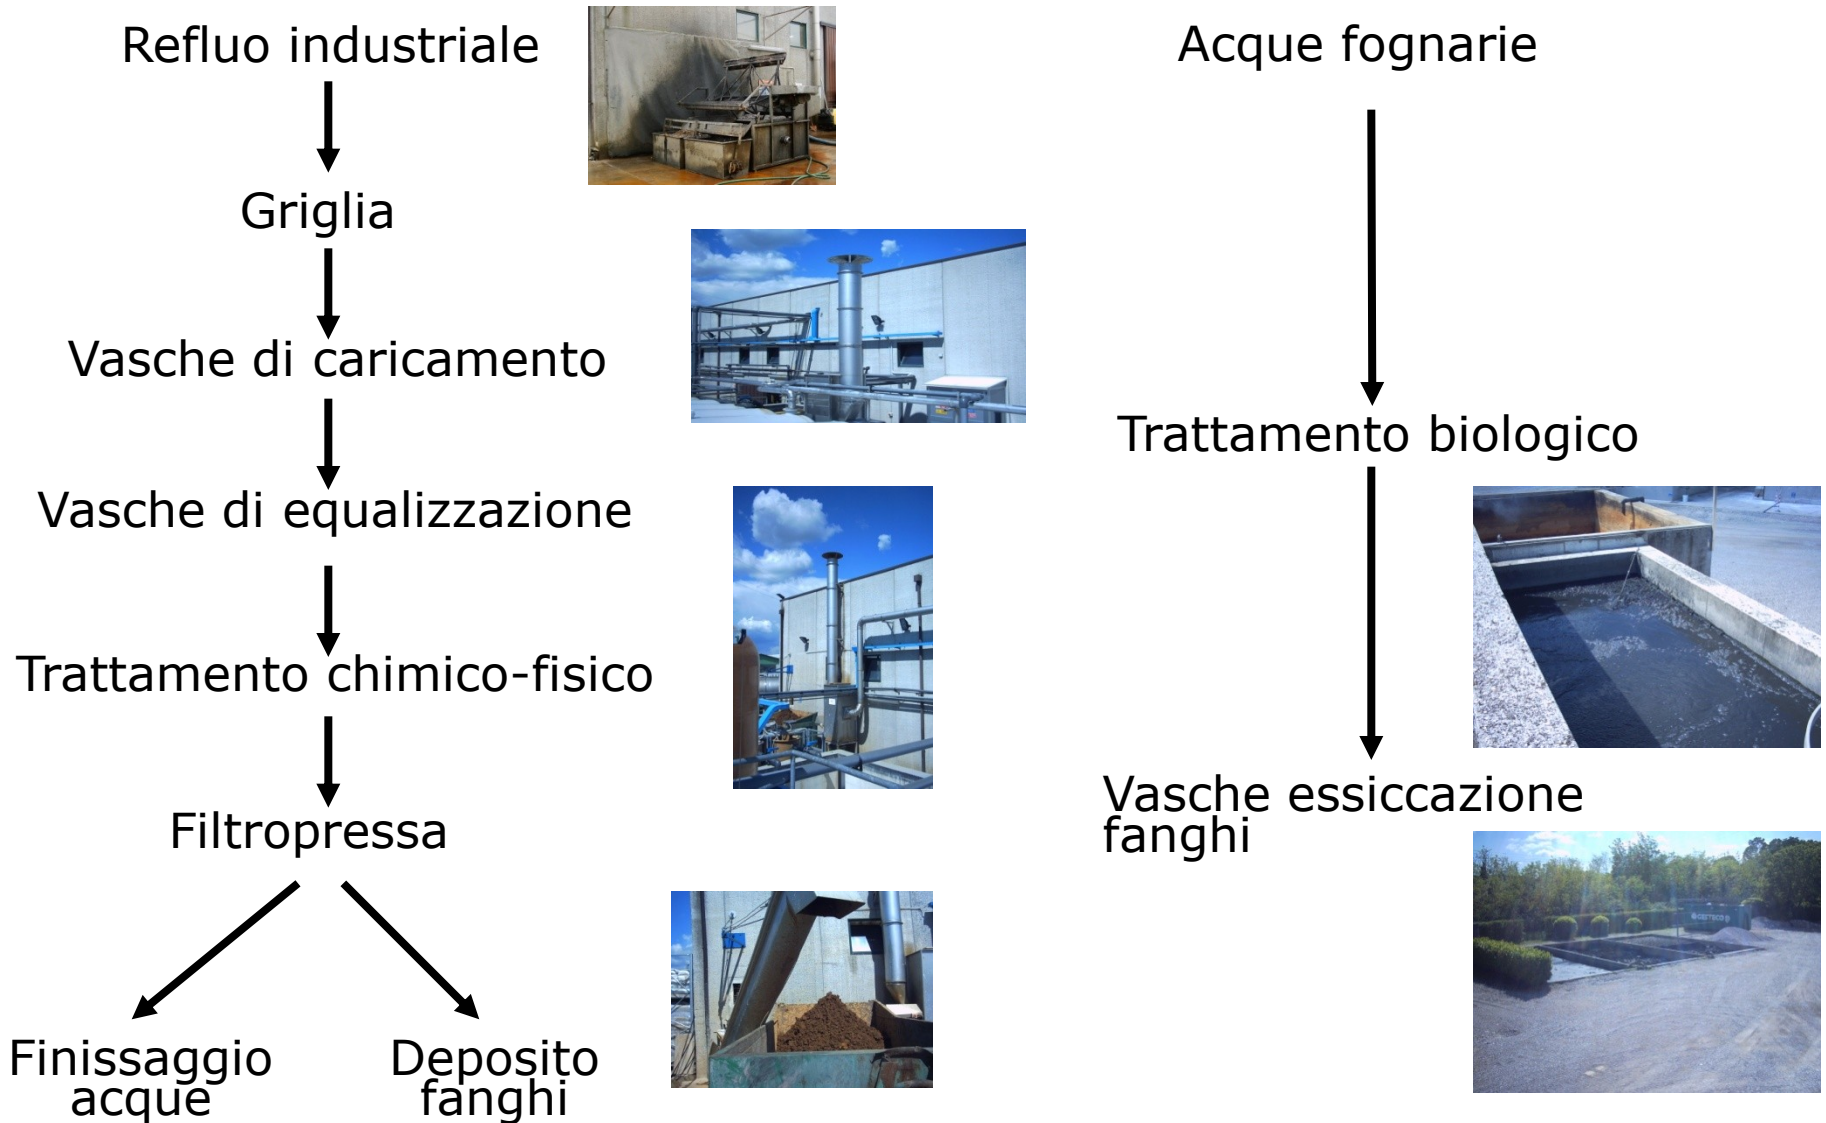 Refluo industriale
Griglia
Vasche di caricamento
Vasche di equalizzazione
Trattamento chimico-fisico
Filtropressa
Finissaggio
acque
Deposito
fanghi
Acque fognarie
Trattamento biologico
Vasche essiccazione
fanghi